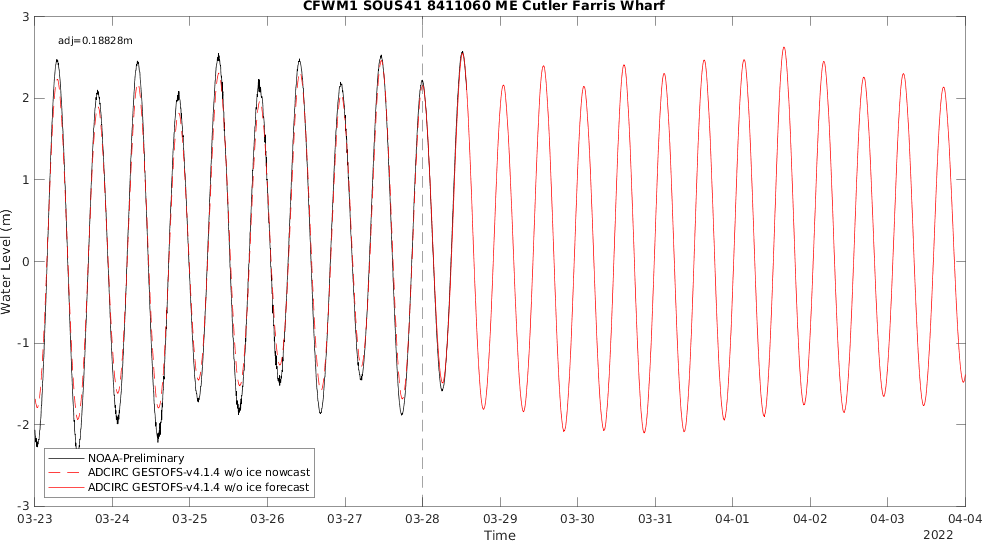 CFWM1 SOUS41 8411060 ME Cutler Farris Wharf
adj=0.18828m
3
2
1
0
-1
-2
-3
Water Level (m)
NOAA-Preliminary
ADCIRC GESTOFS-v4.1.4 w/o ice nowcast
ADCIRC GESTOFS-v4.1.4 w/o ice forecast
03-23 03-24 03-25 03-26 03-27 03-28 03-29 03-30 03-31 04-01 04-02 04-03 04-04
Time
2022